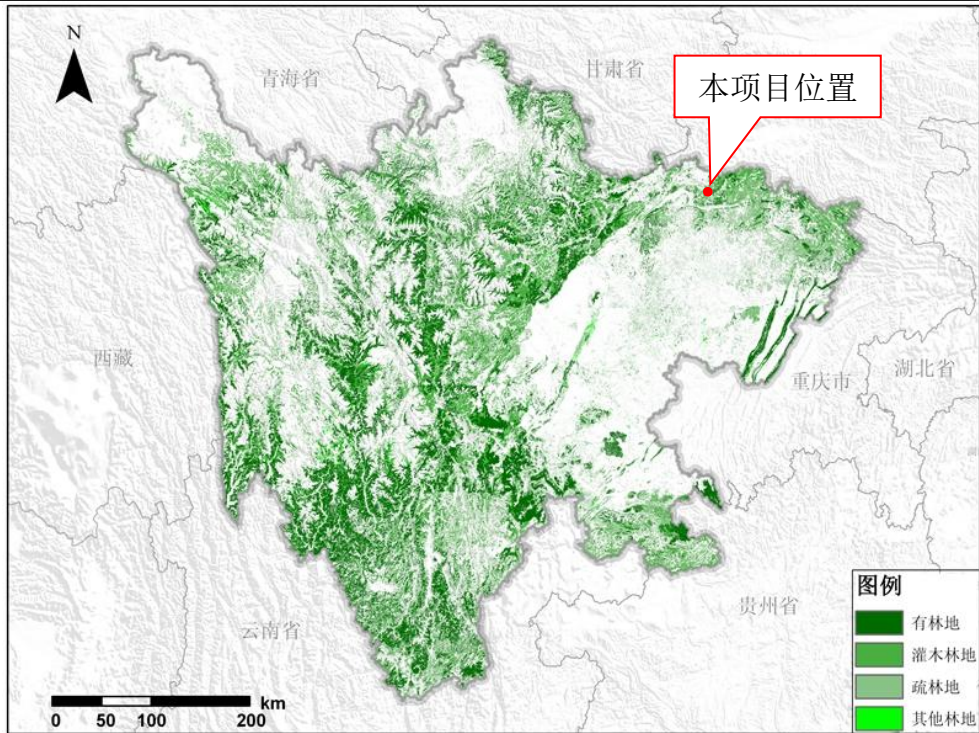 N
青海省
甘肃省
本项目位置
西藏
重庆市
湖北省
云南省
贵州省
图例
有林地
灌木林地
疏林地
其他林地
km
0 50 100 200